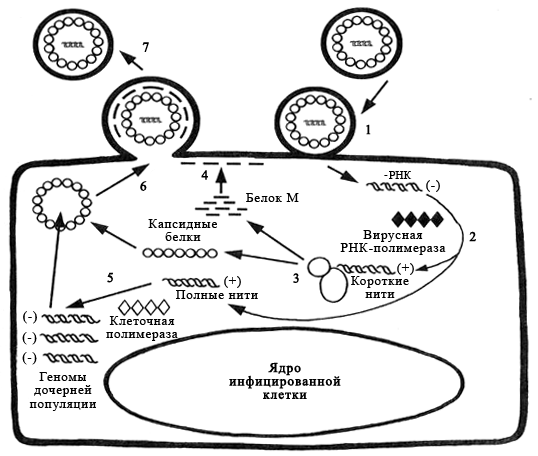 7
1
-РНК
(-)
4
6
Белок М
Вирусная
РНК-полимераза
2
Капсидные
белки
3
(+)
Короткие
нити
5
(+)
Полные нити
(-)
Клеточная
полимераза
(-)
(-)
Геномы
дочерней
популяции
Ядро
инфицированной
клетки